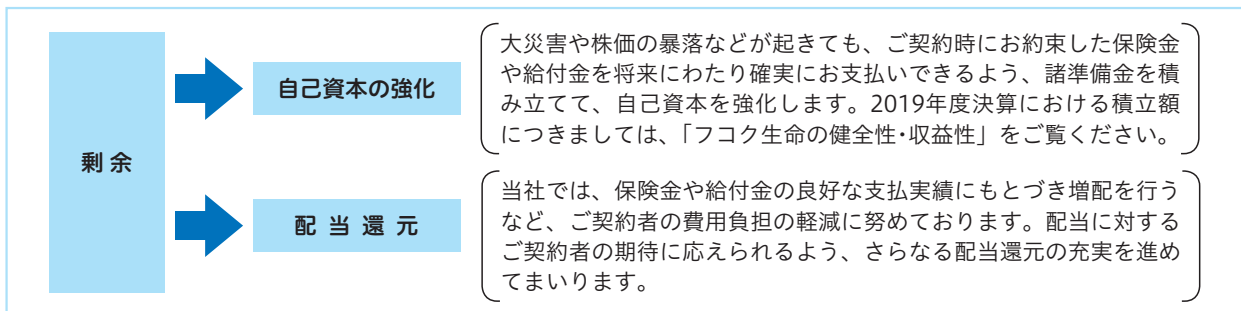 剰余
自己資本の強化
大災害や株価の暴落などが起きても、ご契約時にお約束した保険金
や給付金を将来にわたり確実にお支払いできるよう、諸準備金を積
み立てて、自己資本を強化します。2019年度決算における積立額
につきましては、「フコク生命の健全性・収益性」をご覧ください。
配当還元
当社では、保険金や給付金の良好な支払実績にもとづき増配を行う
など、ご契約者の費用負担の軽減に努めております。配当に対する
ご契約者の期待に応えられるよう、さらなる配当還元の充実を進め
てまいります。